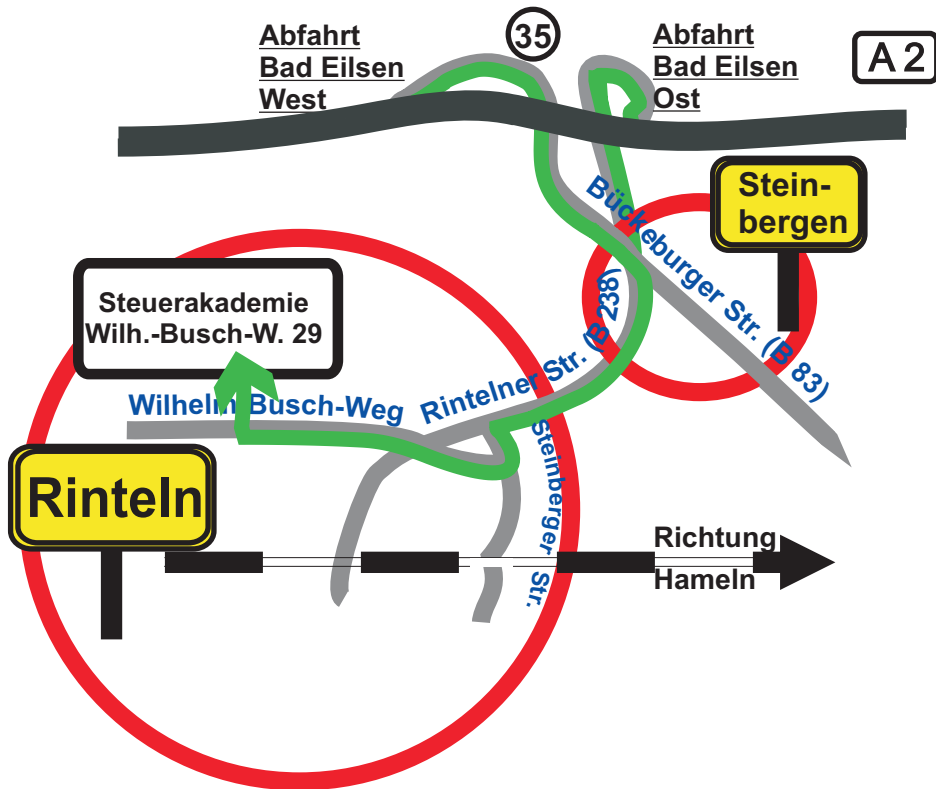 Abfahrt
Bad Eilsen
West
35
Abfahrt
Bad Eilsen
Ost
A 2
Stein-
bergen
Bückeburger Str. (B 83)
Steuerakademie
Wilh.-Busch-W. 29
Wilhelm-Busch-Weg
Rintelner Str. (B 238)
Steinberger Str.
Rinteln
Richtung
Hameln